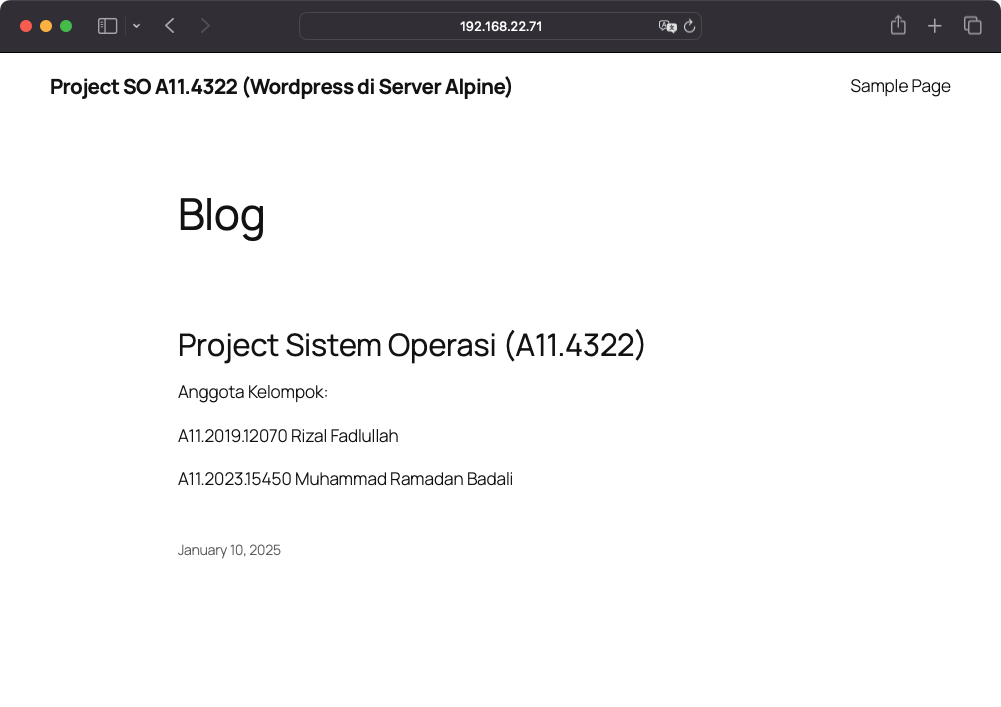 192.168.22.71
Project SO A11.4322 (Wordpress di Server Alpine)
Sample Page
Blog
Project Sistem Operasi (A11.4322)
Anggota Kelompok:
A11.2019.12070 Rizal Fadlullah
A11.2023.15450 Muhammad Ramadan Badali
January 10, 2025